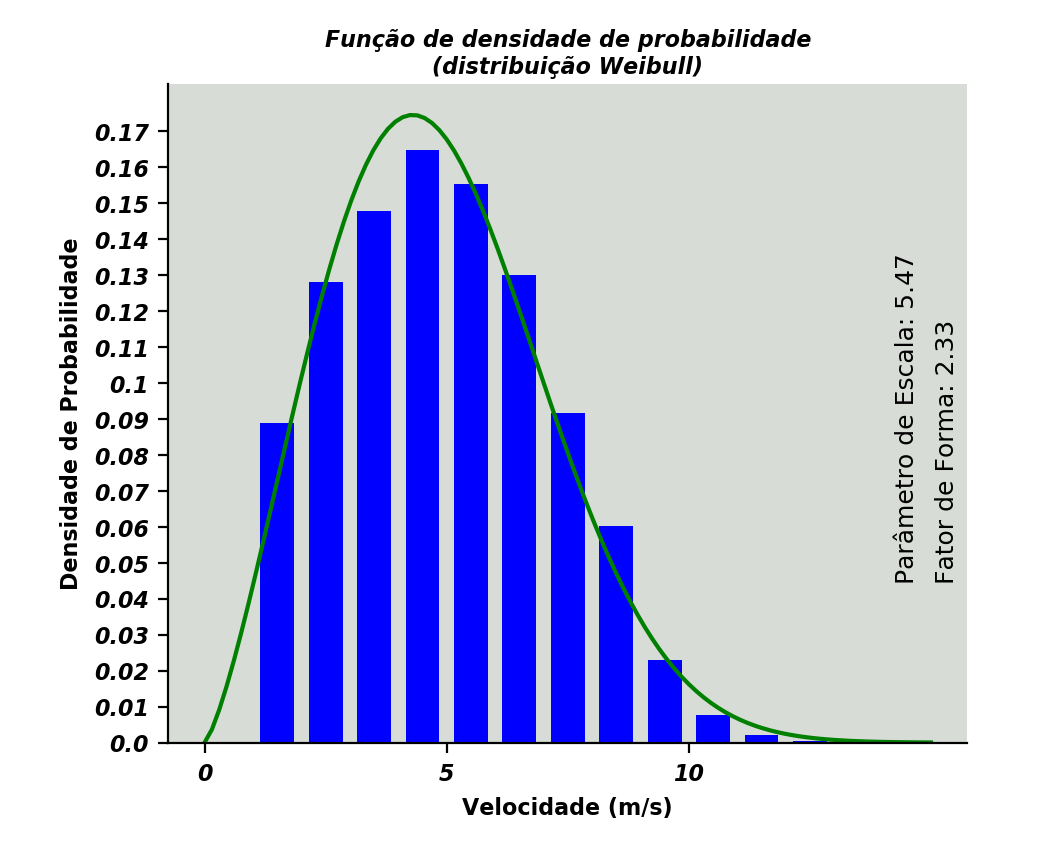 Função de densidade de probabilidade
(distribuição Weibull)
0.17
0.16
0.15
0.14
0.13
0.12
0.11
0.1
0.09
0.08
0.07
0.06
0.05
0.04
0.03
0.02
0.01
0.0
Densidade de Probabilidade
Parâmetro de Escala: 5.47
Fator de Forma: 2.33
0 5 10
Velocidade (m/s)